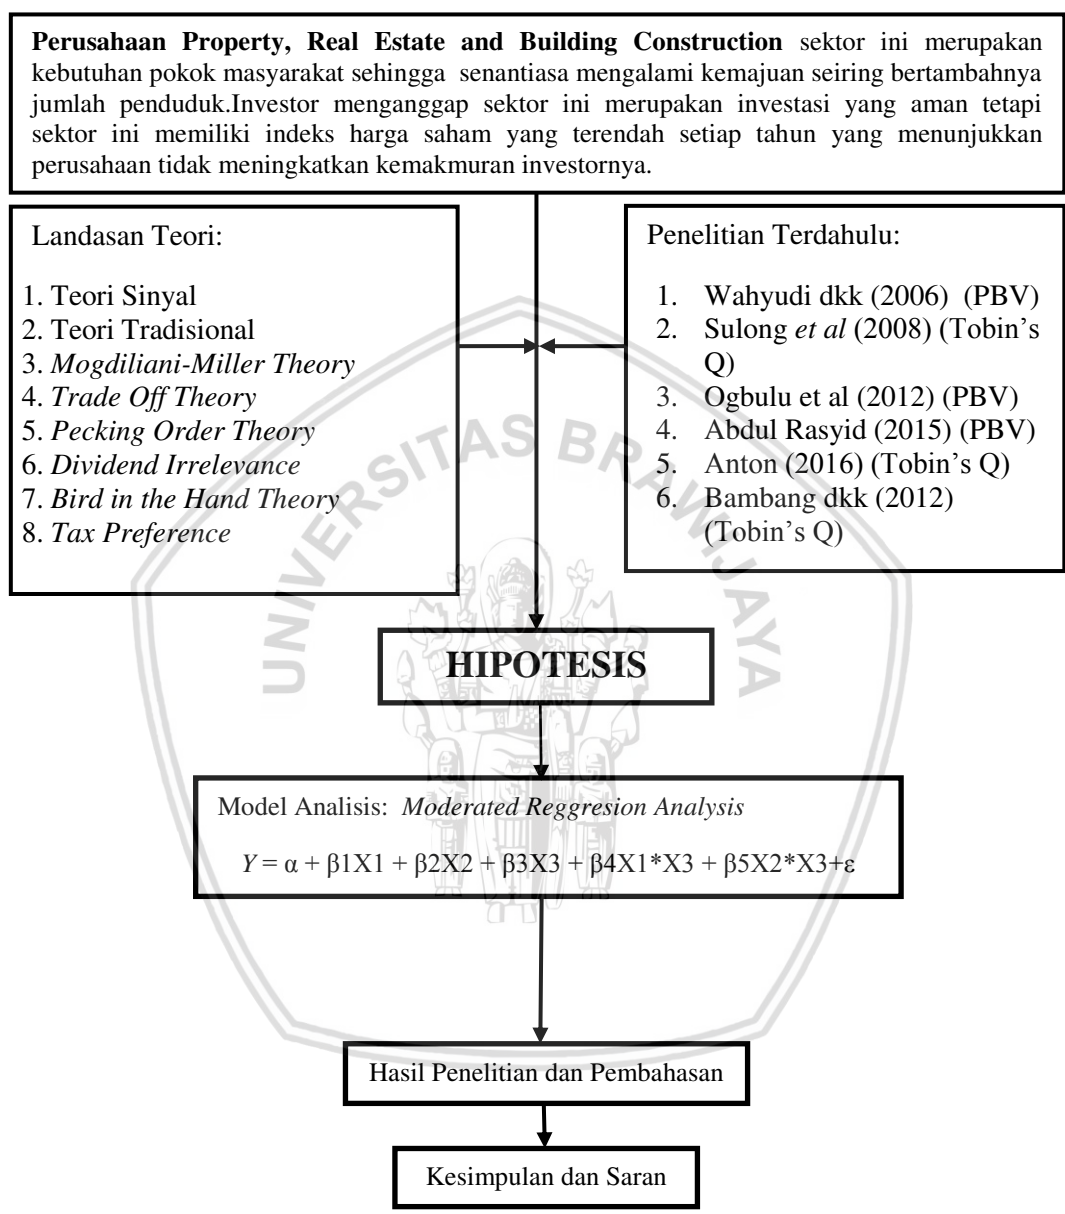 Perusahaan Property, Real Estate and Building Construction sektor ini merupakan
kebutuhan pokok masyarakat sehingga senantiasa mengalami kemajuan seiring bertambahnya
jumlah penduduk.Investor menganggap sektor ini merupakan investasi yang aman tetapi
sektor ini memiliki indeks harga saham yang terendah setiap tahun yang menunjukkan
perusahaan tidak meningkatkan kemakmuran investornya.
Landasan Teori:
1. Teori Sinyal
2. Teori Tradisional
3. Mogdiliani-Miller Theory
4. Trade Off Theory
5. Pecking Order Theory
6. Dividend Irrelevance
7. Bird in the Hand Theory
8. Tax Preference
Penelitian Terdahulu:
1. Wahyudi dkk (2006) (PBV)
2. Sulong et al (2008) (Tobin's
Q)
3. Ogbulu et al (2012) (PBV)
4. Abdul Rasyid (2015) (PBV)
5. Anton (2016) (Tobin's Q)
6. Bambang dkk (2012)
(Tobin's Q)
UNIVERSITAS BRAWIJAYA
HIPOTESIS
Model Analisis: Moderated Reggresion Analysis
Y = α + β1X1 + β2X2 + β3X3 + β4X1*X3 + β5X2*X3+ε
Hasil Penelitian dan Pembahasan
Kesimpulan dan Saran